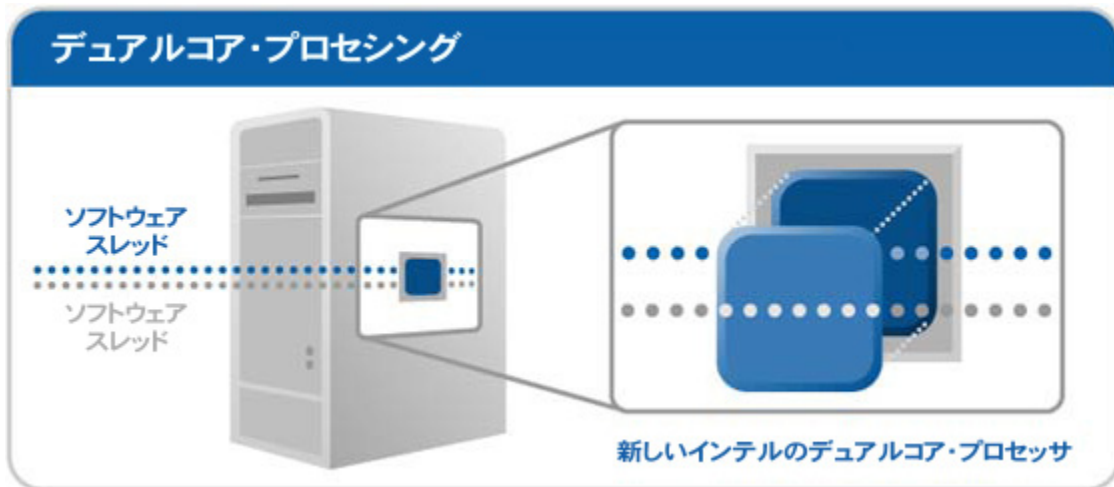 デュアルコア・プロセシング
ソフトウェア
スレッド
ソフトウェア
スレッド
新しいインテルのデュアルコア・プロセッサ